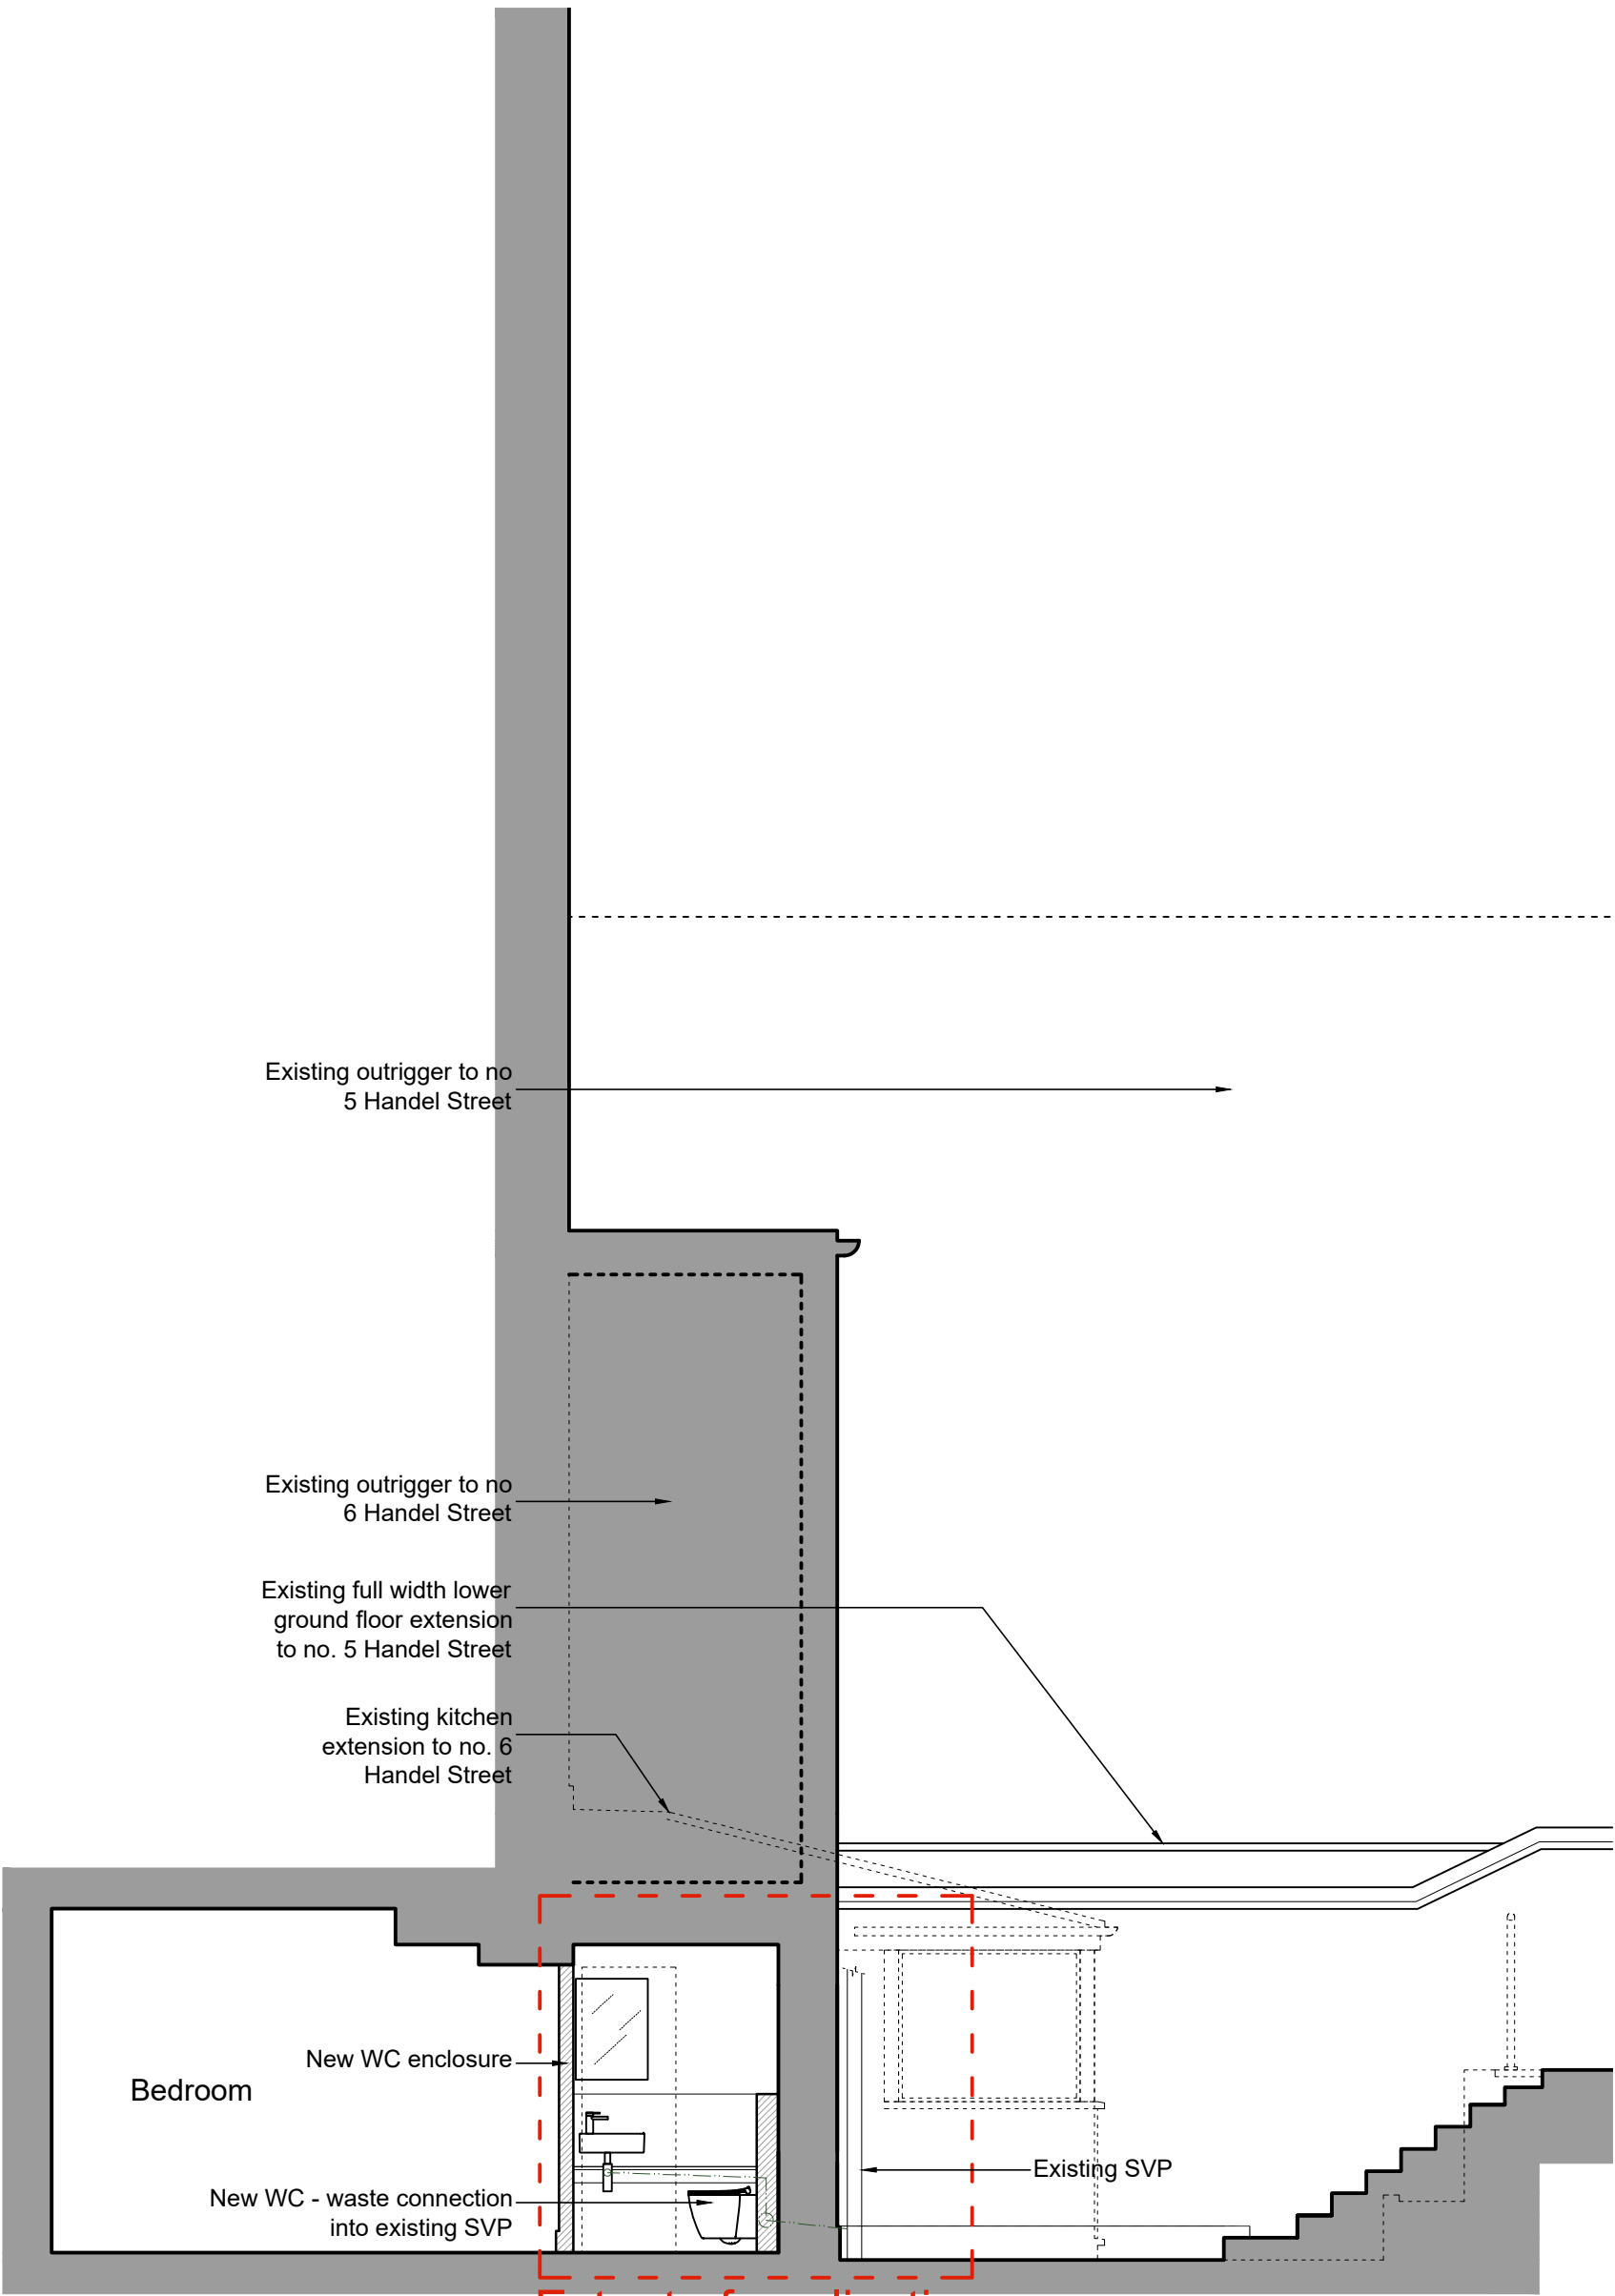 Existing outrigger to no
5 Handel Street
Existing outrigger to no
6 Handel Street
Existing full width lower
ground floor extension
to no. 5 Handel Street
Existing kitchen
extension to no. 6
Handel Street
New WC enclosure
Bedroom
Existing SVP
New WC - waste connection
into existing SVP